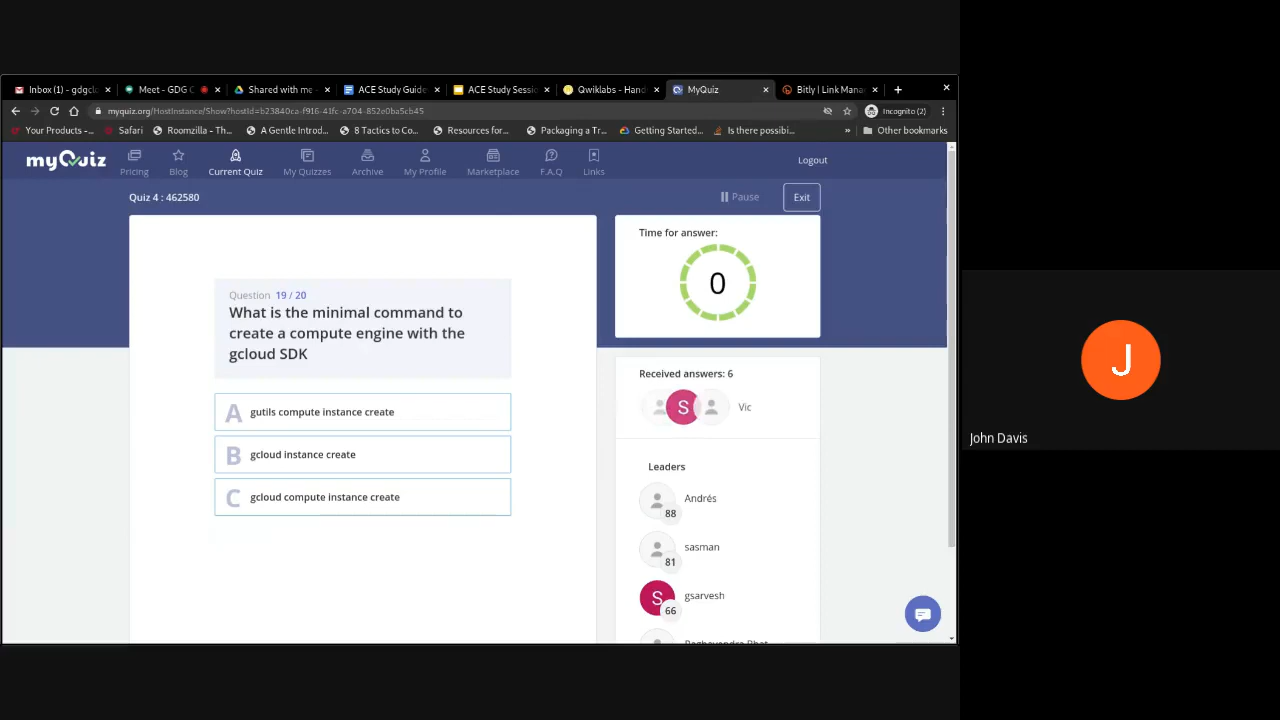 Inbox (1) - gdgclo
Meet - GDG C
Shared with me -
ACE Study Guide
ACE Study Sessio
Qwiklabs - Hand
MyQuiz
Bitly | Link Mana
myquiz.org/HostInstance/Show?hostId=b23840ca-f916-41fc-a704-852e0ba5cb45
Incognito (2)
Your Products -...
Safari
Roomzilla - Th...
A Gentle Introd...
8 Tactics to Co...
Resources for...
Packaging a Tr...
Getting Started...
Is there possibi...
»
Other bookmarks
myQuiz
Pricing
Blog
Current Quiz
My Quizzes
Archive
My Profile
Marketplace
F.A.Q
Links
Logout
Quiz 4 : 462580
Pause
Exit
Question 19 / 20
What is the minimal command to
create a compute engine with the
gcloud SDK
A gutils compute instance create
B gcloud instance create
C gcloud compute instance create
Time for answer:
0
Received answers: 6
S
Vic
Leaders
Andrés
88
sasman
81
S
gsarvesh
66
Raghavendra Bhat
J
John Davis